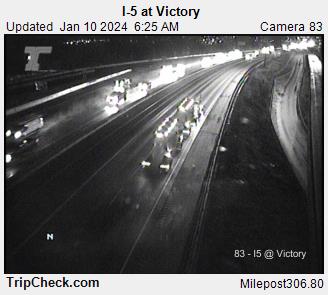 I-5 at Victory
Updated Jan 10 2024 6:25 AM Camera 83
T
N
83 - I5 @ Victory
TripCheck.com Milepost306.80